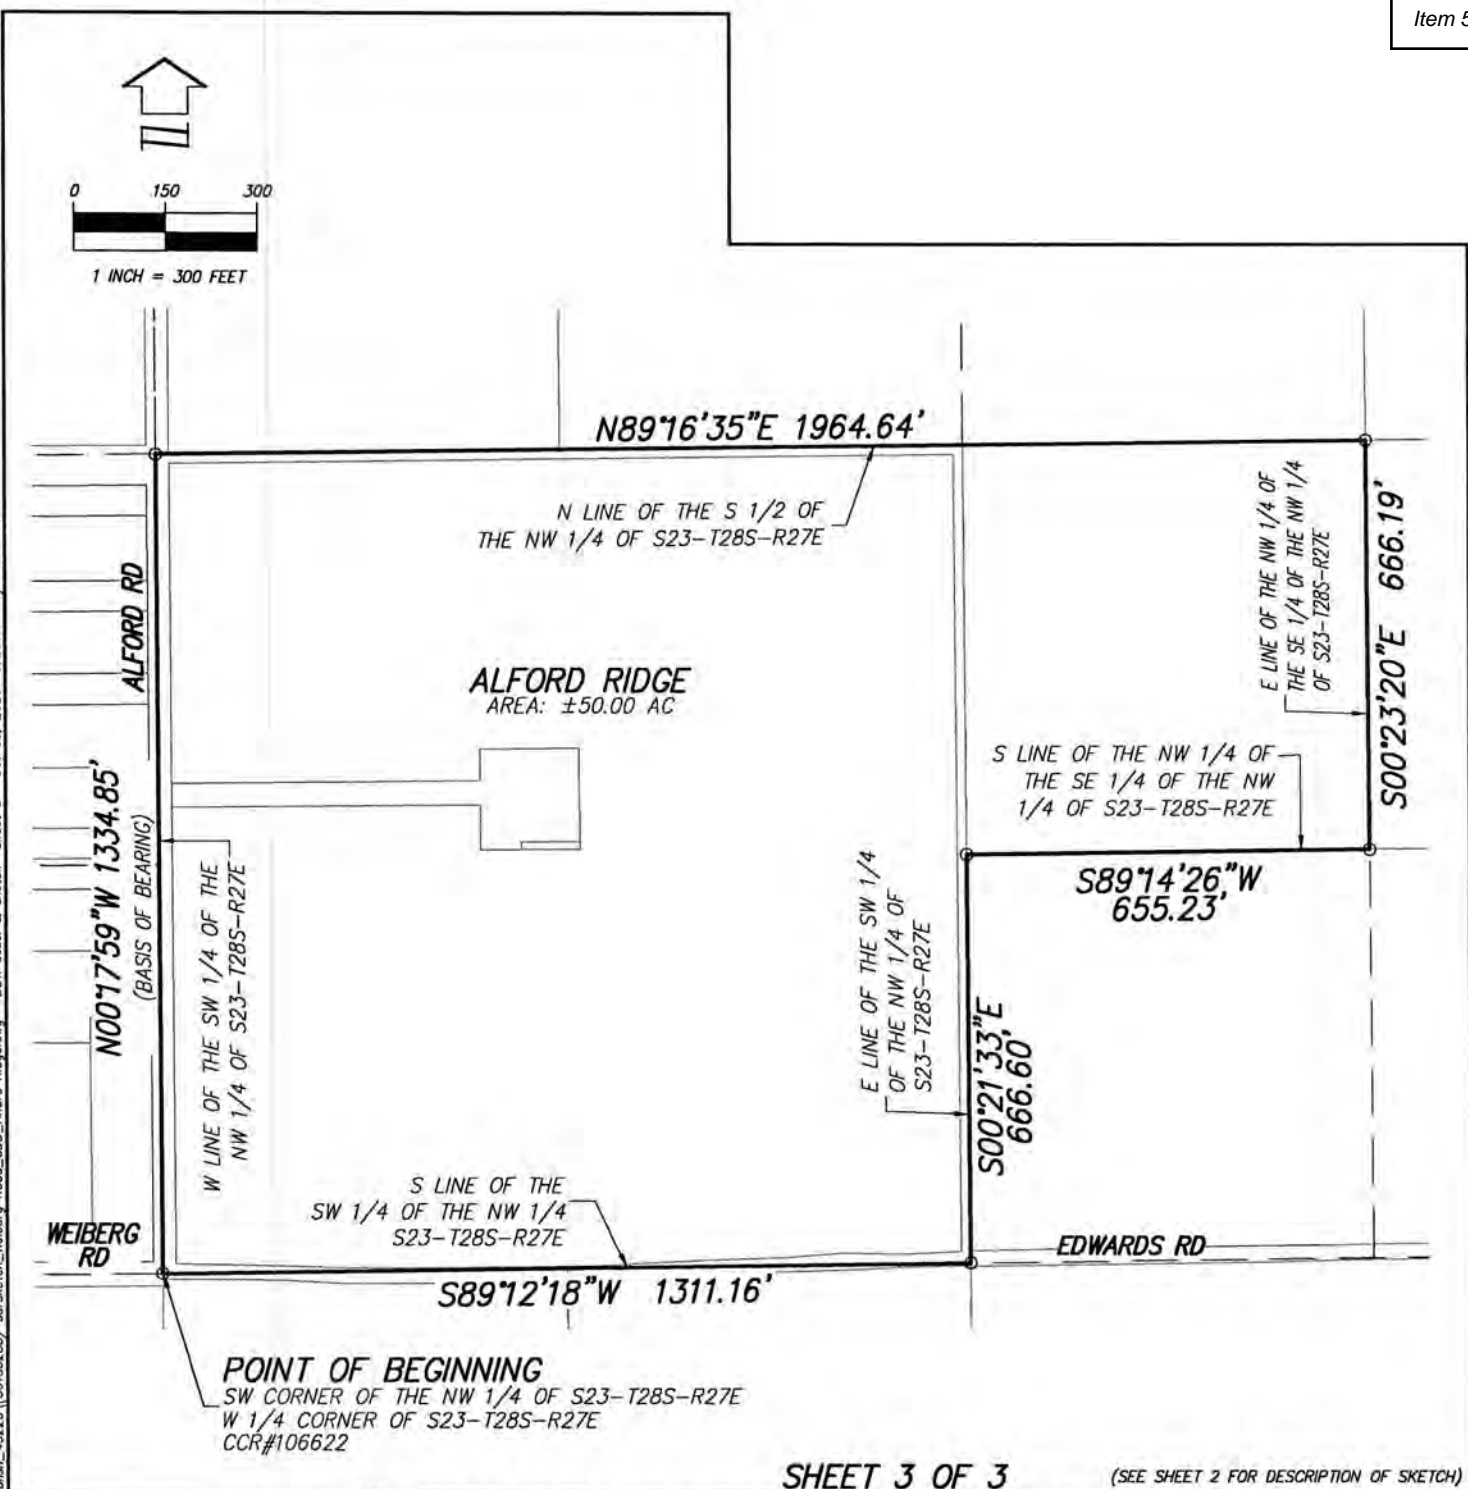 Item 5
0 150 300
1 INCH = 300 FEET
N89°16'35"E 1964.64'
N LINE OF THE S 1/2 OF
THE NW 1/4 OF S23-T28S-R27E
E LINE OF THE NW 1/4 OF
THE SE 1/4 OF THE NW 1/4
OF S23-T28S-R27E
S00°23'20"E 666.19'
ALFORD RD
ALFORD RIDGE
AREA: ±50.00 AC
S LINE OF THE NW 1/4 OF
THE SE 1/4 OF THE NW
1/4 OF S23-T28S-R27E
N00°17'59"W 1334.85'
(BASIS OF BEARING)
W LINE OF THE SW 1/4 OF THE
NW 1/4 OF S23-T28S-R27E
E LINE OF THE SW 1/4
OF THE NW 1/4 OF
S23-T28S-R27E
S89°14'26"W
655.23'
S00°21'33"E
666.60'
S LINE OF THE
SW 1/4 OF THE NW 1/4
S23-T28S-R27E
WEIBERG
RD
EDWARDS RD
S89°12'18"W 1311.16'
POINT OF BEGINNING
SW CORNER OF THE NW 1/4 OF S23-T28S-R27E
W 1/4 CORNER OF S23-T28S-R27E
CCR#106622
SHEET 3 OF 3
(SEE SHEET 2 FOR DESCRIPTION OF SKETCH)